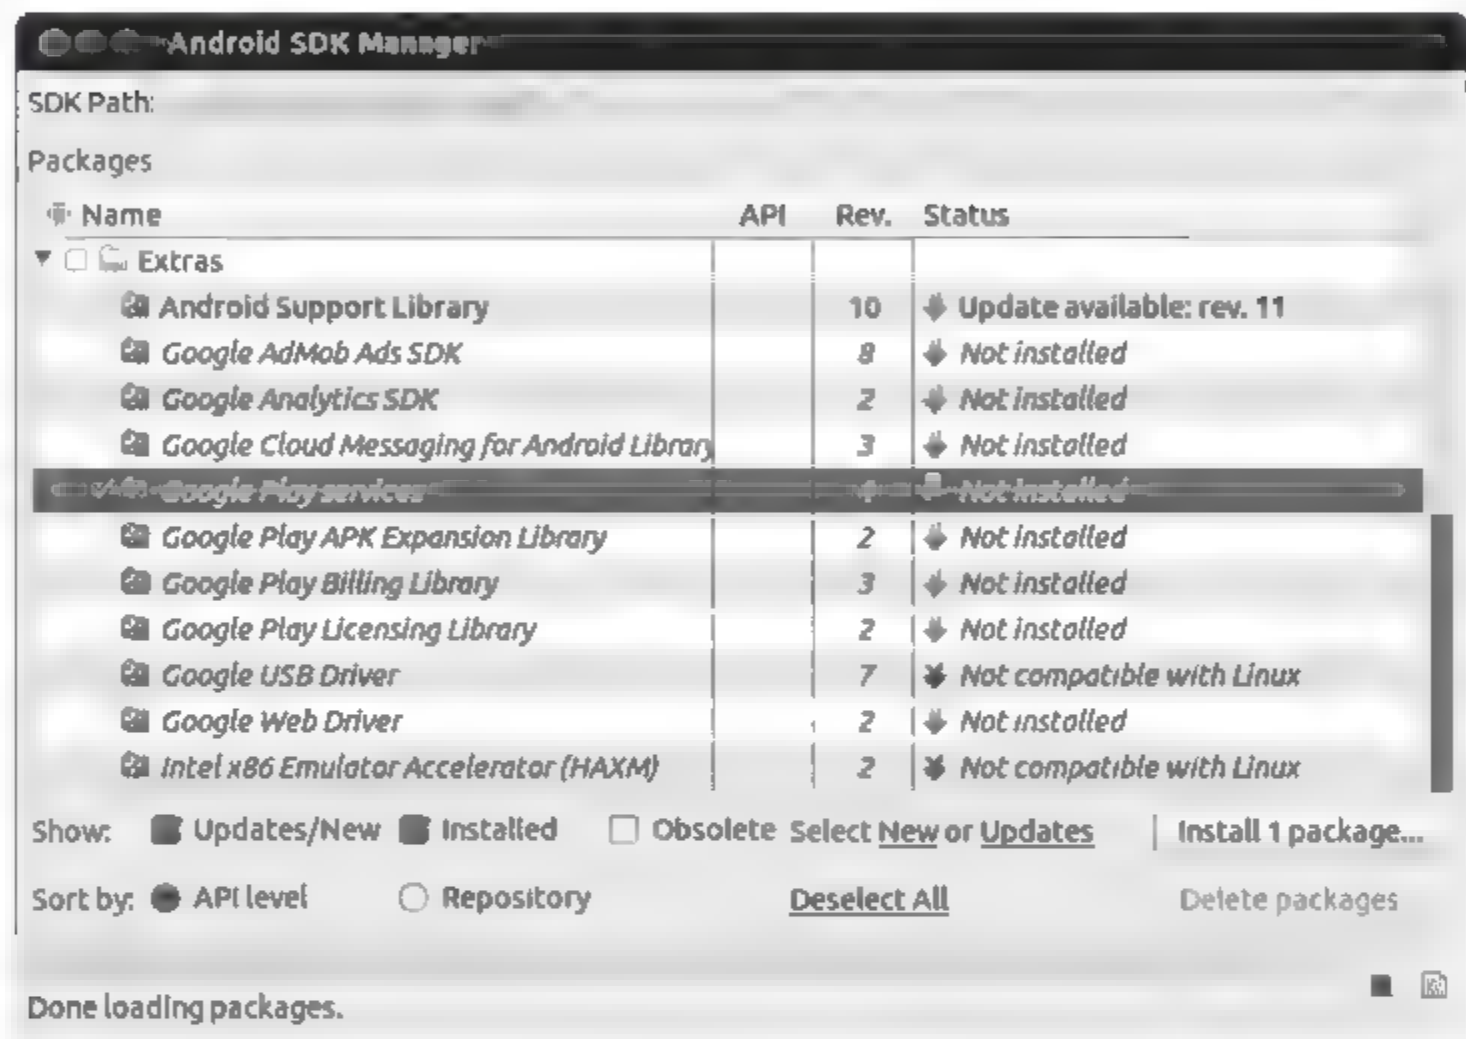 Android SDK Manager
SDK Path:
Packages
Name API Rev. Status
Extras
Android Support Library 10 Update available: rev. 11
Google AdMob Ads SDK 8 Not installed
Google Analytics SDK 2 Not installed
Google Cloud Messaging for Android Library 3 Not installed
Google Play services Not installed
Google Play APK Expansion Library 2 Not installed
Google Play Billing Library 3 Not installed
Google Play Licensing Library 2 Not installed
Google USB Driver 7 Not compatible with Linux
Google Web Driver 2 Not installed
Intel x86 Emulator Accelerator (HAXM) 2 Not compatible with Linux
Show: Updates/New Installed Obsolete Select New or Updates Install 1 package...
Sort by: API level Repository Deselect All Delete packages
Done loading packages.